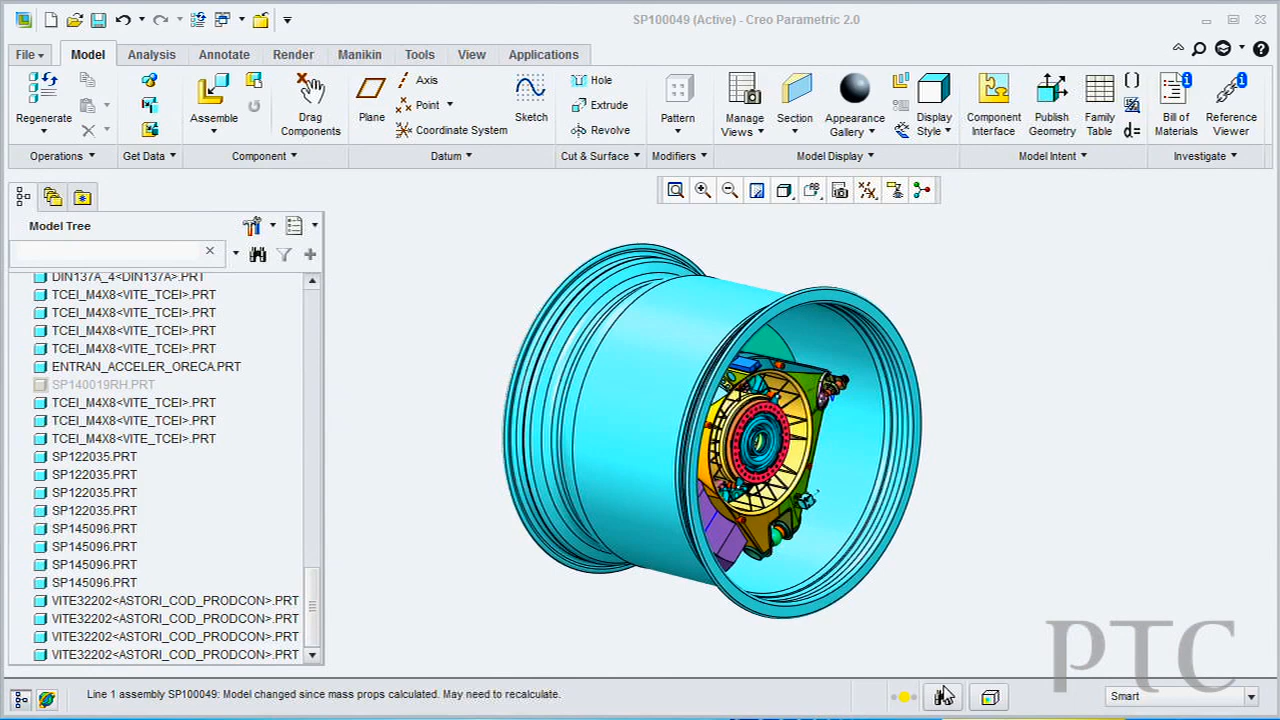 SP100049 (Active) - Creo Parametric 2.0
File Model Analysis Annotate Render Manikin Tools View Applications
Regenerate
Operations
Get Data
Assemble
Drag Components
Component
Plane
Axis
Point
Coordinate System
Sketch
Datum
Hole
Extrude
Revolve
Cut & Surface
Pattern
Modifiers
Manage Views
Section
Appearance Gallery
Display Style
Model Display
Component Interface
Publish Geometry
Family Table
d=
Model Intent
Bill of Materials
Reference Viewer
Investigate
Model Tree
DIN137A_4<DIN137A>.PRT
TCEI_M4X8<VITE_TCEI>.PRT
TCEI_M4X8<VITE_TCEI>.PRT
TCEI_M4X8<VITE_TCEI>.PRT
TCEI_M4X8<VITE_TCEI>.PRT
ENTRAN_ACCELER_ORECA.PRT
SP140019RH.PRT
TCEI_M4X8<VITE_TCEI>.PRT
TCEI_M4X8<VITE_TCEI>.PRT
TCEI_M4X8<VITE_TCEI>.PRT
SP122035.PRT
SP122035.PRT
SP122035.PRT
SP122035.PRT
SP145096.PRT
SP145096.PRT
SP145096.PRT
SP145096.PRT
VITE32202<ASTORI_COD_PRODCON>.PRT
VITE32202<ASTORI_COD_PRODCON>.PRT
VITE32202<ASTORI_COD_PRODCON>.PRT
VITE32202<ASTORI_COD_PRODCON>.PRT
PTC
Line 1 assembly SP100049: Model changed since mass props calculated. May need to recalculate.
Smart